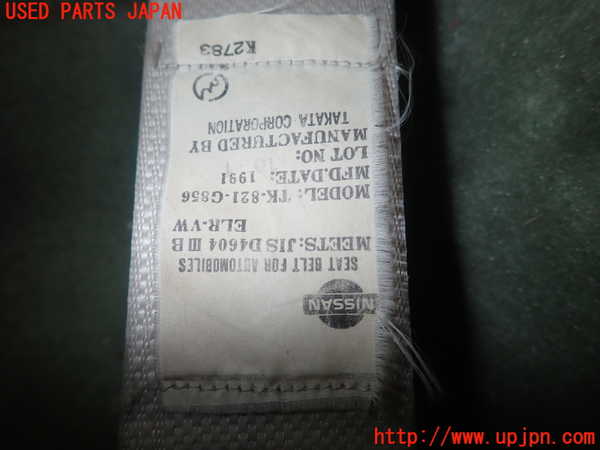 USED PARTS JAPAN
NISSAN
SEAT BELT FOR AUTOMOBILES
MEETS: JIS D4604 III B
ELR-VW
MODEL: TK-821-G856
MFD.DATE: 1991
LOT NO:
MANUFACTURED BY
TAKATA CORPORATION
K2783
http://www.upjpn.com/